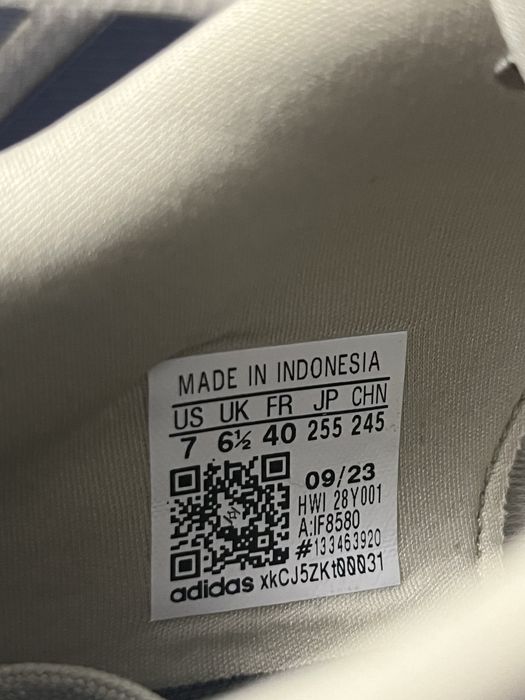 MADE IN INDONESIA
US UK FR JP CHN
7 6½ 40 255 245
09/23
HWI 28Y001
A:IF8580
#133463920
adidas xkCJ5ZKt00031